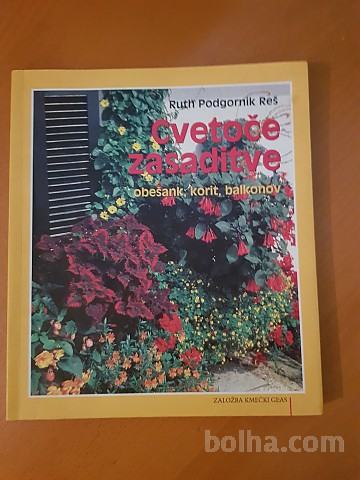 Ruth Podgornik Reš
Cvetoče
zasaditve
obešank, korit, balkonov
ZALOŽBA KMEČKI GLAS
bolha.com